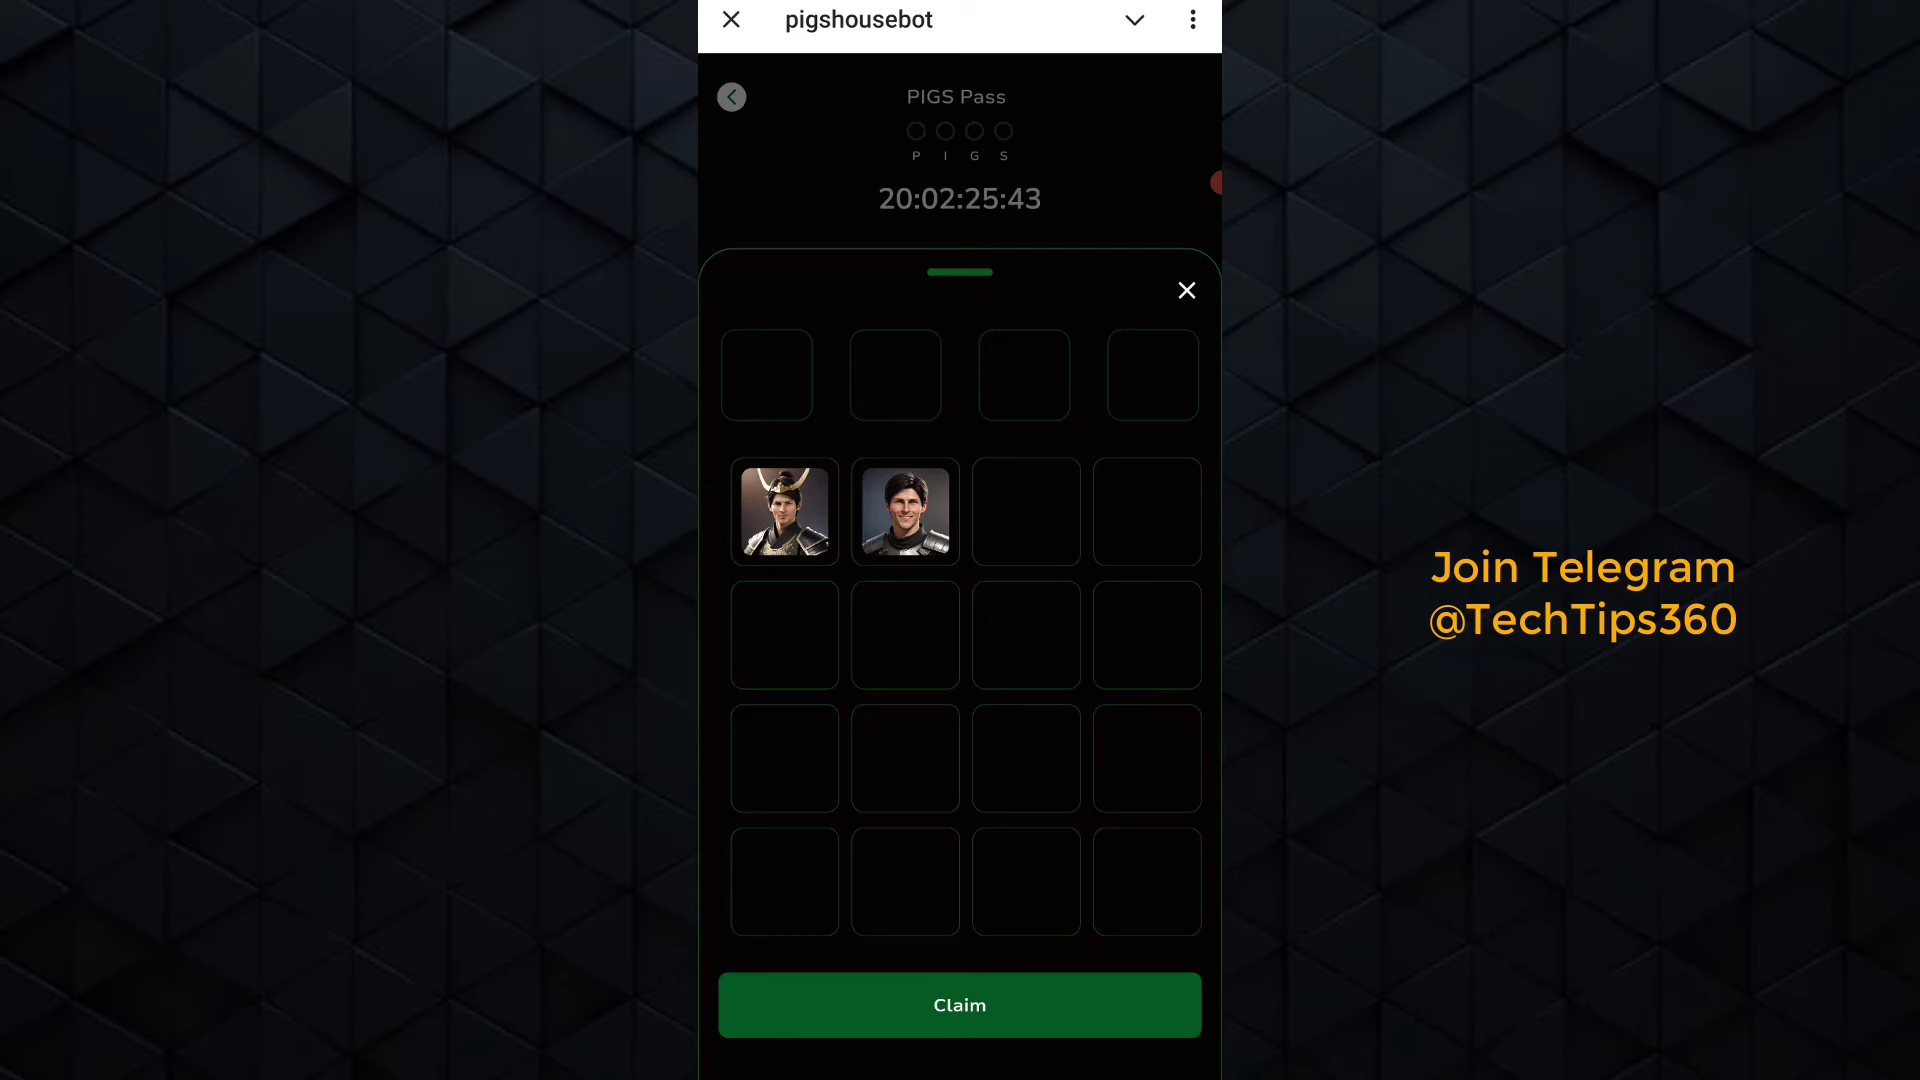 pigshousebot
PIGS Pass
P I G S
20:02:25:43
Join Telegram
@TechTips360
Claim